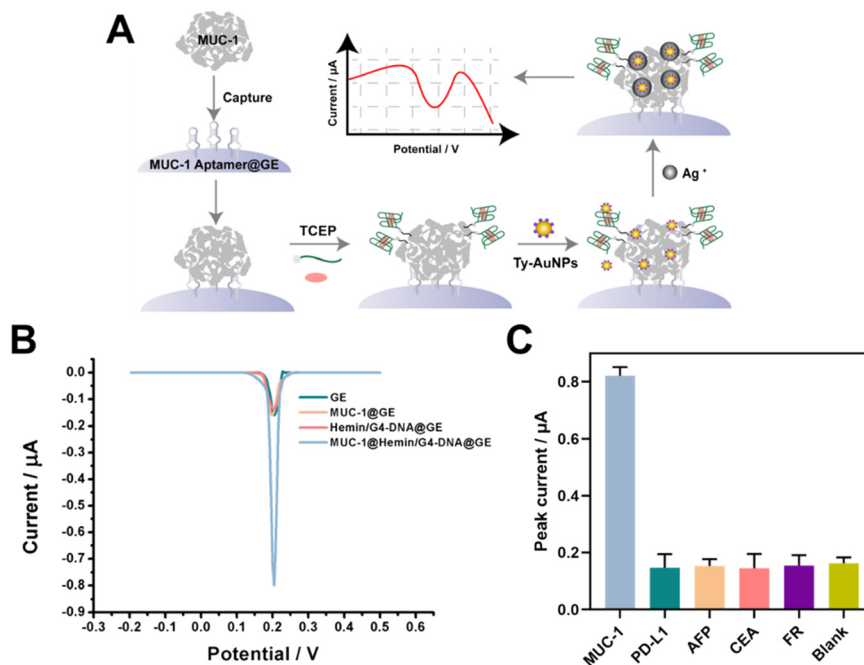 A
MUC-1
Capture
MUC-1 Aptamer@GE
Current / µA
Potential / V
Ag +
TCEP
Ty-AuNPs
B
0.0
-0.1
-0.2
-0.3
-0.4
-0.5
-0.6
-0.7
-0.8
-0.9
Current / µA
GE
MUC-1@GE
Hemin/G4-DNA@GE
MUC-1@Hemin/G4-DNA@GE
-0.3 -0.2 -0.1 0.0 0.1 0.2 0.3 0.4 0.5 0.6
Potential / V
C
Peak current / µA
0.8
0.6
0.4
0.2
0.0
MUC-1 PD-L1 AFP CEA FR Blank